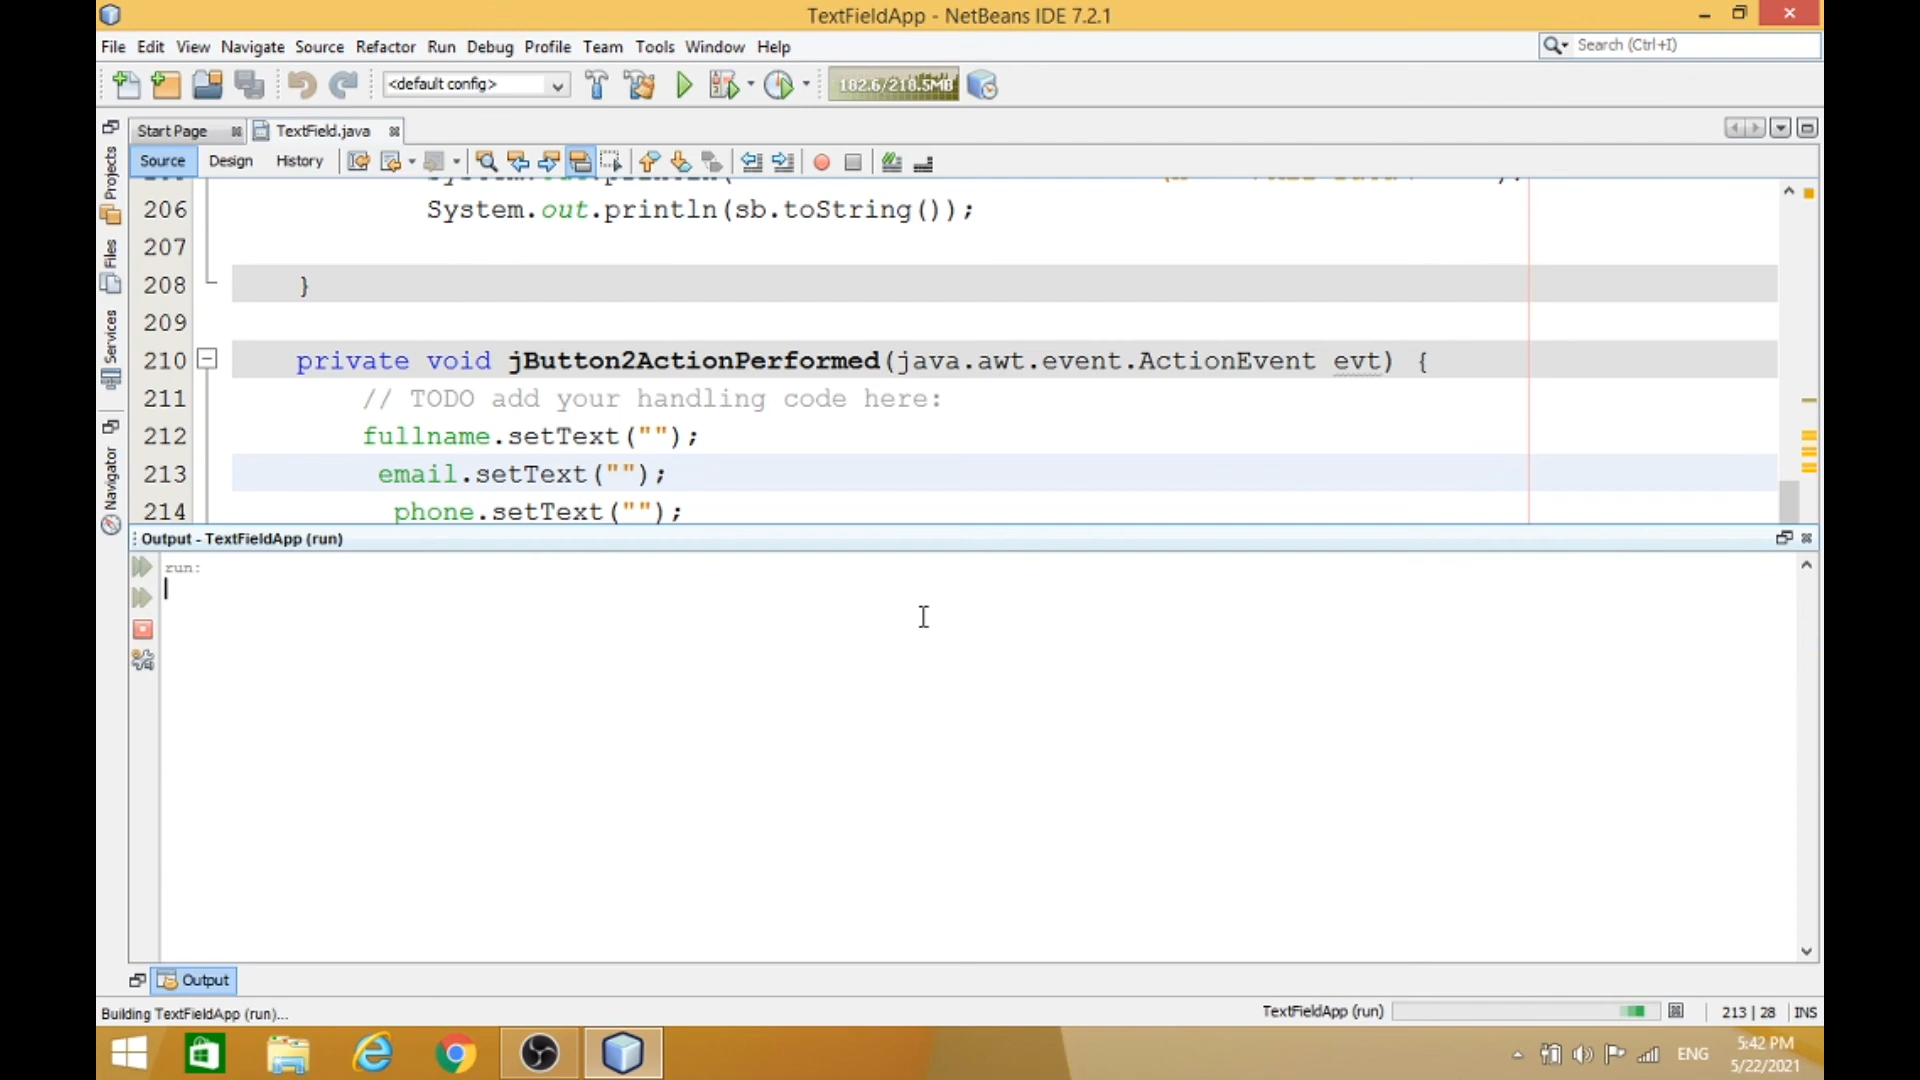 TextFieldApp - NetBeans IDE 7.2.1
File Edit View Navigate Source Refactor Run Debug Profile Team Tools Window Help
Search (Ctrl+I)
<default config>
182.6/218.5MB
Start Page
TextField.java
Source Design History
Projects
Files
Services
Navigator
206 System.out.println(sb.toString());
207
208 }
209
210 private void jButton2ActionPerformed(java.awt.event.ActionEvent evt) {
211 // TODO add your handling code here:
212 fullname.setText("");
213 email.setText("");
214 phone.setText("");
Output - TextFieldApp (run)
run:
Output
Building TextFieldApp (run)...
TextFieldApp (run)
213 | 28 INS
ENG
5:42 PM
5/22/2021